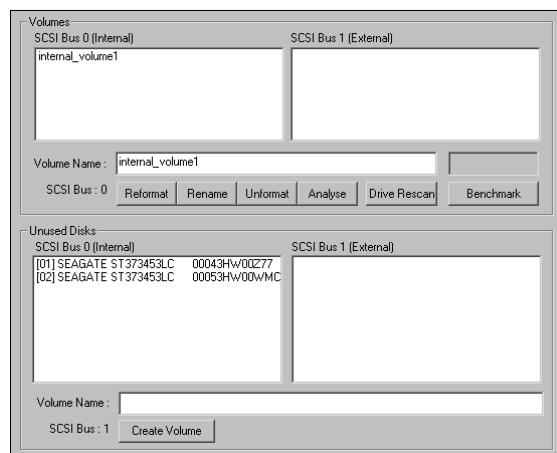 Volumes
SCSI Bus 0 (Internal)
SCSI Bus 1 (External)
internal_volume1
Volume Name :
internal_volume1
SCSI Bus : 0
Reformat
Rename
Unformat
Analyse
Drive Rescan
Benchmark
Unused Disks
SCSI Bus 0 (Internal)
SCSI Bus 1 (External)
[01] SEAGATE ST373453LC 00043HW00Z77
[02] SEAGATE ST373453LC 00053HW00WMC
Volume Name :
SCSI Bus : 1
Create Volume